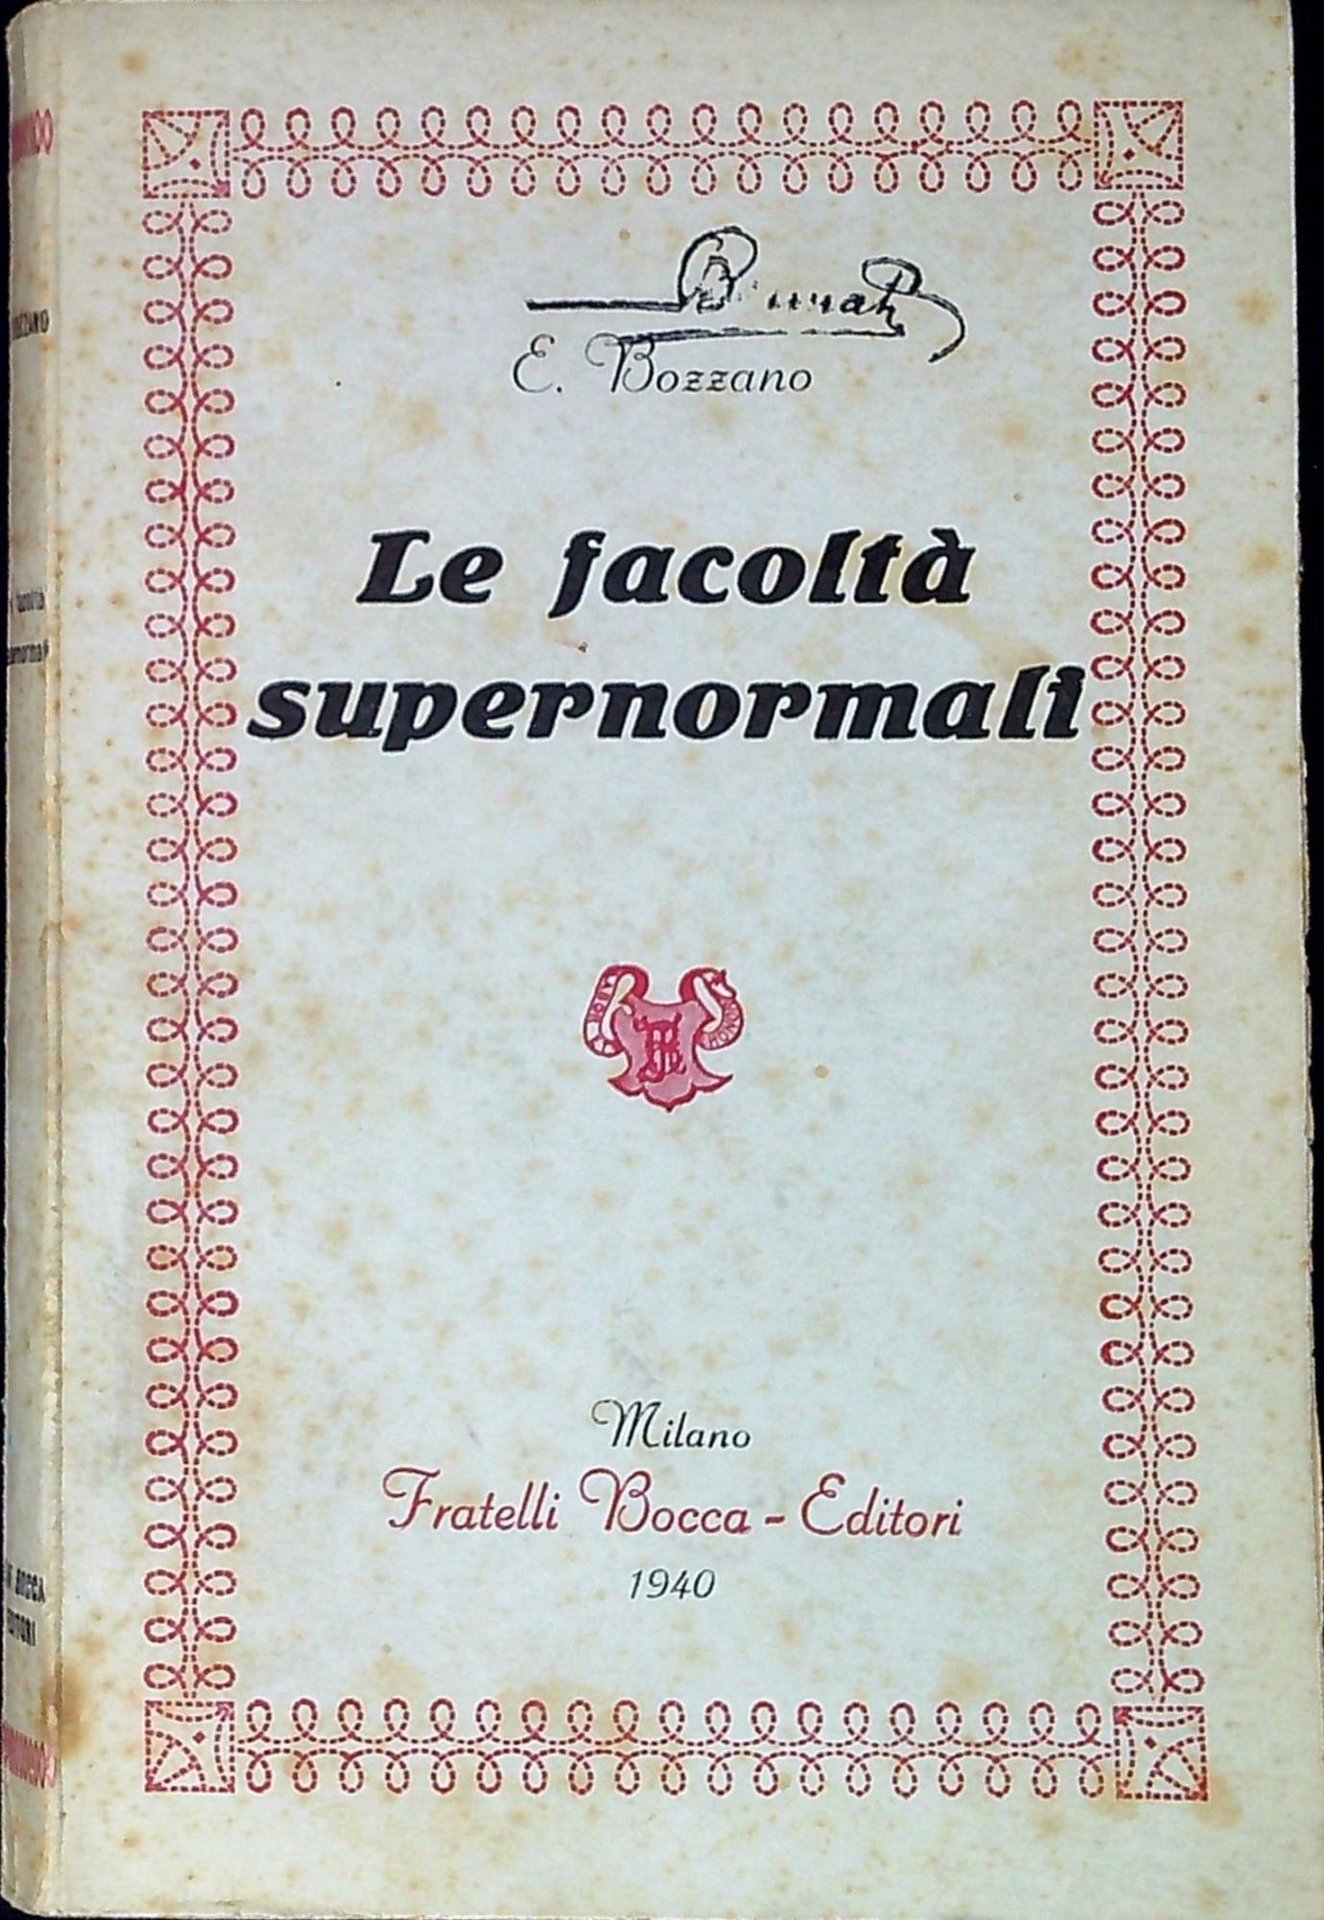 E. Bozzano
Le facoltà
supernormali
Milano
Fratelli Bocca - Editori
1940